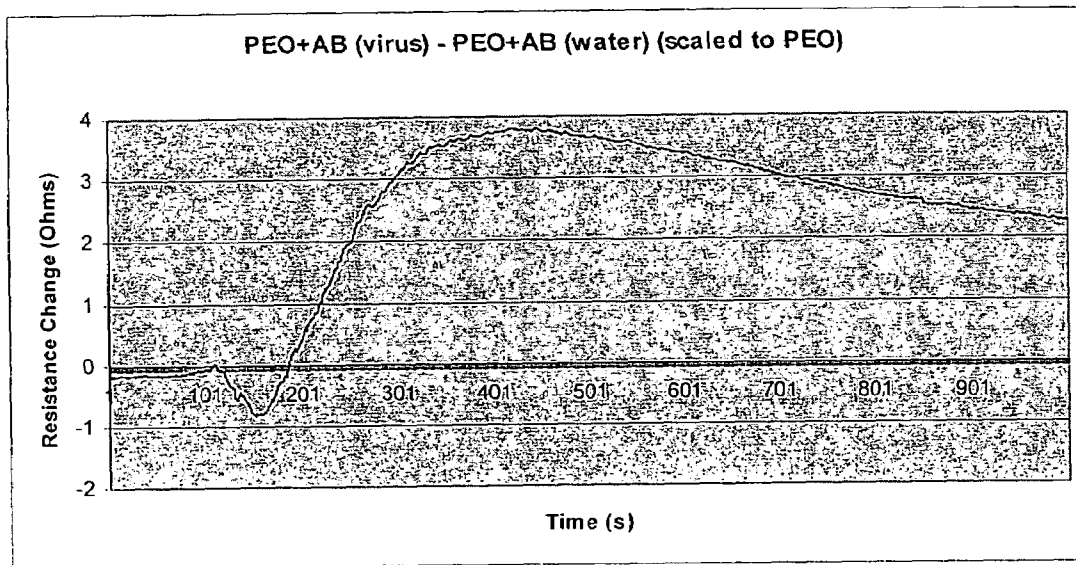 PEO+AB (virus) - PEO+AB (water) (scaled to PEO)
Resistance Change (Ohms)
4
3
2
1
0
-1
-2
101 201 301 401 501 601 701 801 901
Time (s)